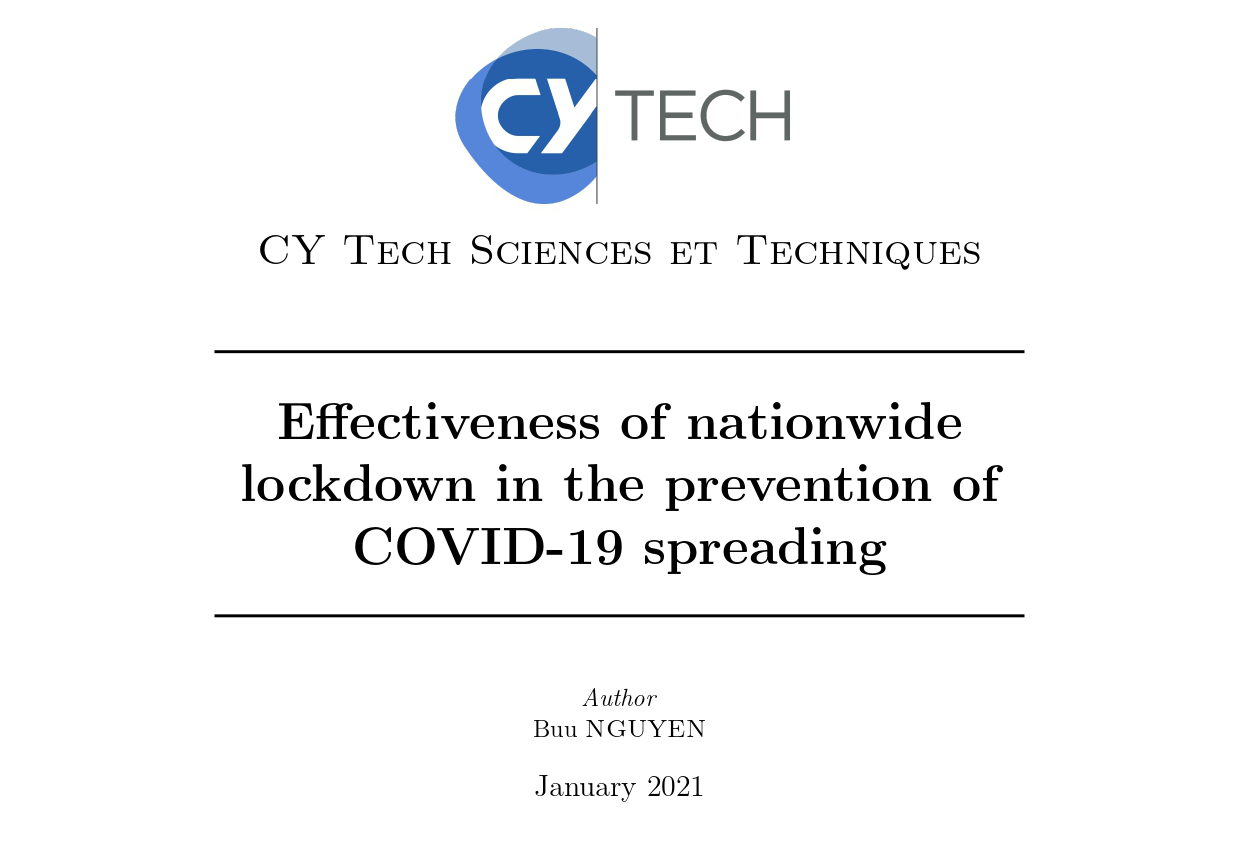 CY TECH
CY Tech Sciences et Techniques
Effectiveness of nationwide
lockdown in the prevention of
COVID-19 spreading
Author
Buu NGUYEN
January 2021